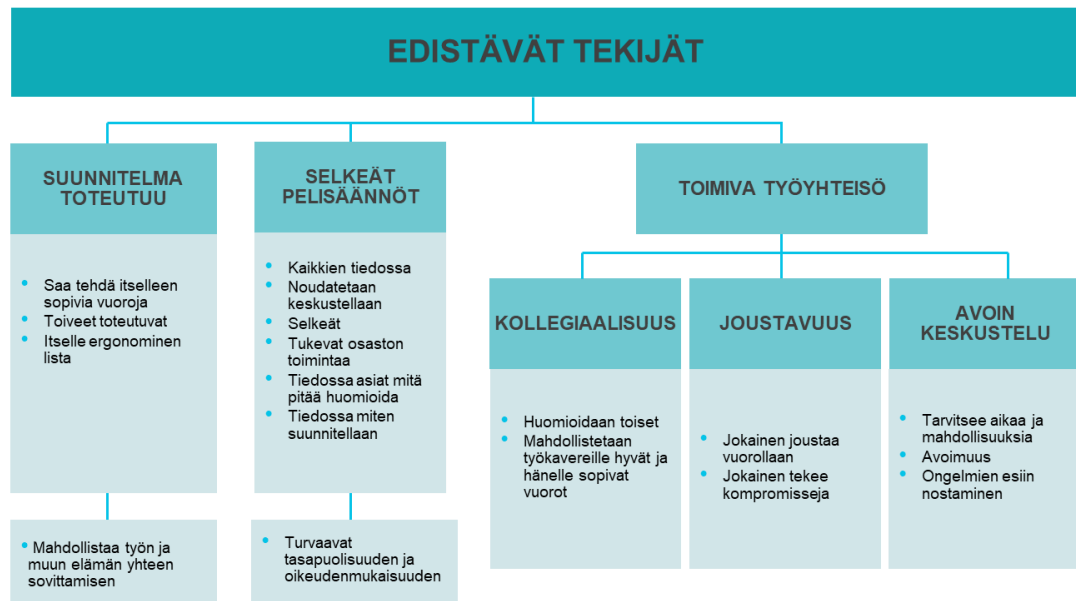 EDISTÄVÄT TEKIJÄT
SUUNNITELMA
TOTEUTUU
• Saa tehdä itselleen
sopivia vuoroja
• Toiveet toteutuvat
• Itselle ergonominen
lista
• Mahdollistaa työn ja
muun elämän yhteen
sovittamisen
SELKEÄT
PELISÄÄNNÖT
• Kaikkien tiedossa
• Noudatetaan
keskustellaan
• Selkeät
• Tukevat osaston
toimintaa
• Tiedossa asiat mitä
pitää huomioida
• Tiedossa miten
suunnitellaan
• Turvaavat
tasapuolisuuden ja
oikeudenmukaisuuden
TOIMIVA TYÖYHTEISÖ
KOLLEGIAALISUUS
• Huomioidaan toiset
• Mahdollistetaan
työkavereille hyvät ja
hänelle sopivat
vuorot
JOUSTAVUUS
• Jokainen joustaa
vuorollaan
• Jokainen tekee
kompromisseja
AVOIN
KESKUSTELU
• Tarvitsee aikaa ja
mahdollisuuksia
• Avoimuus
• Ongelmien esiin
nostaminen